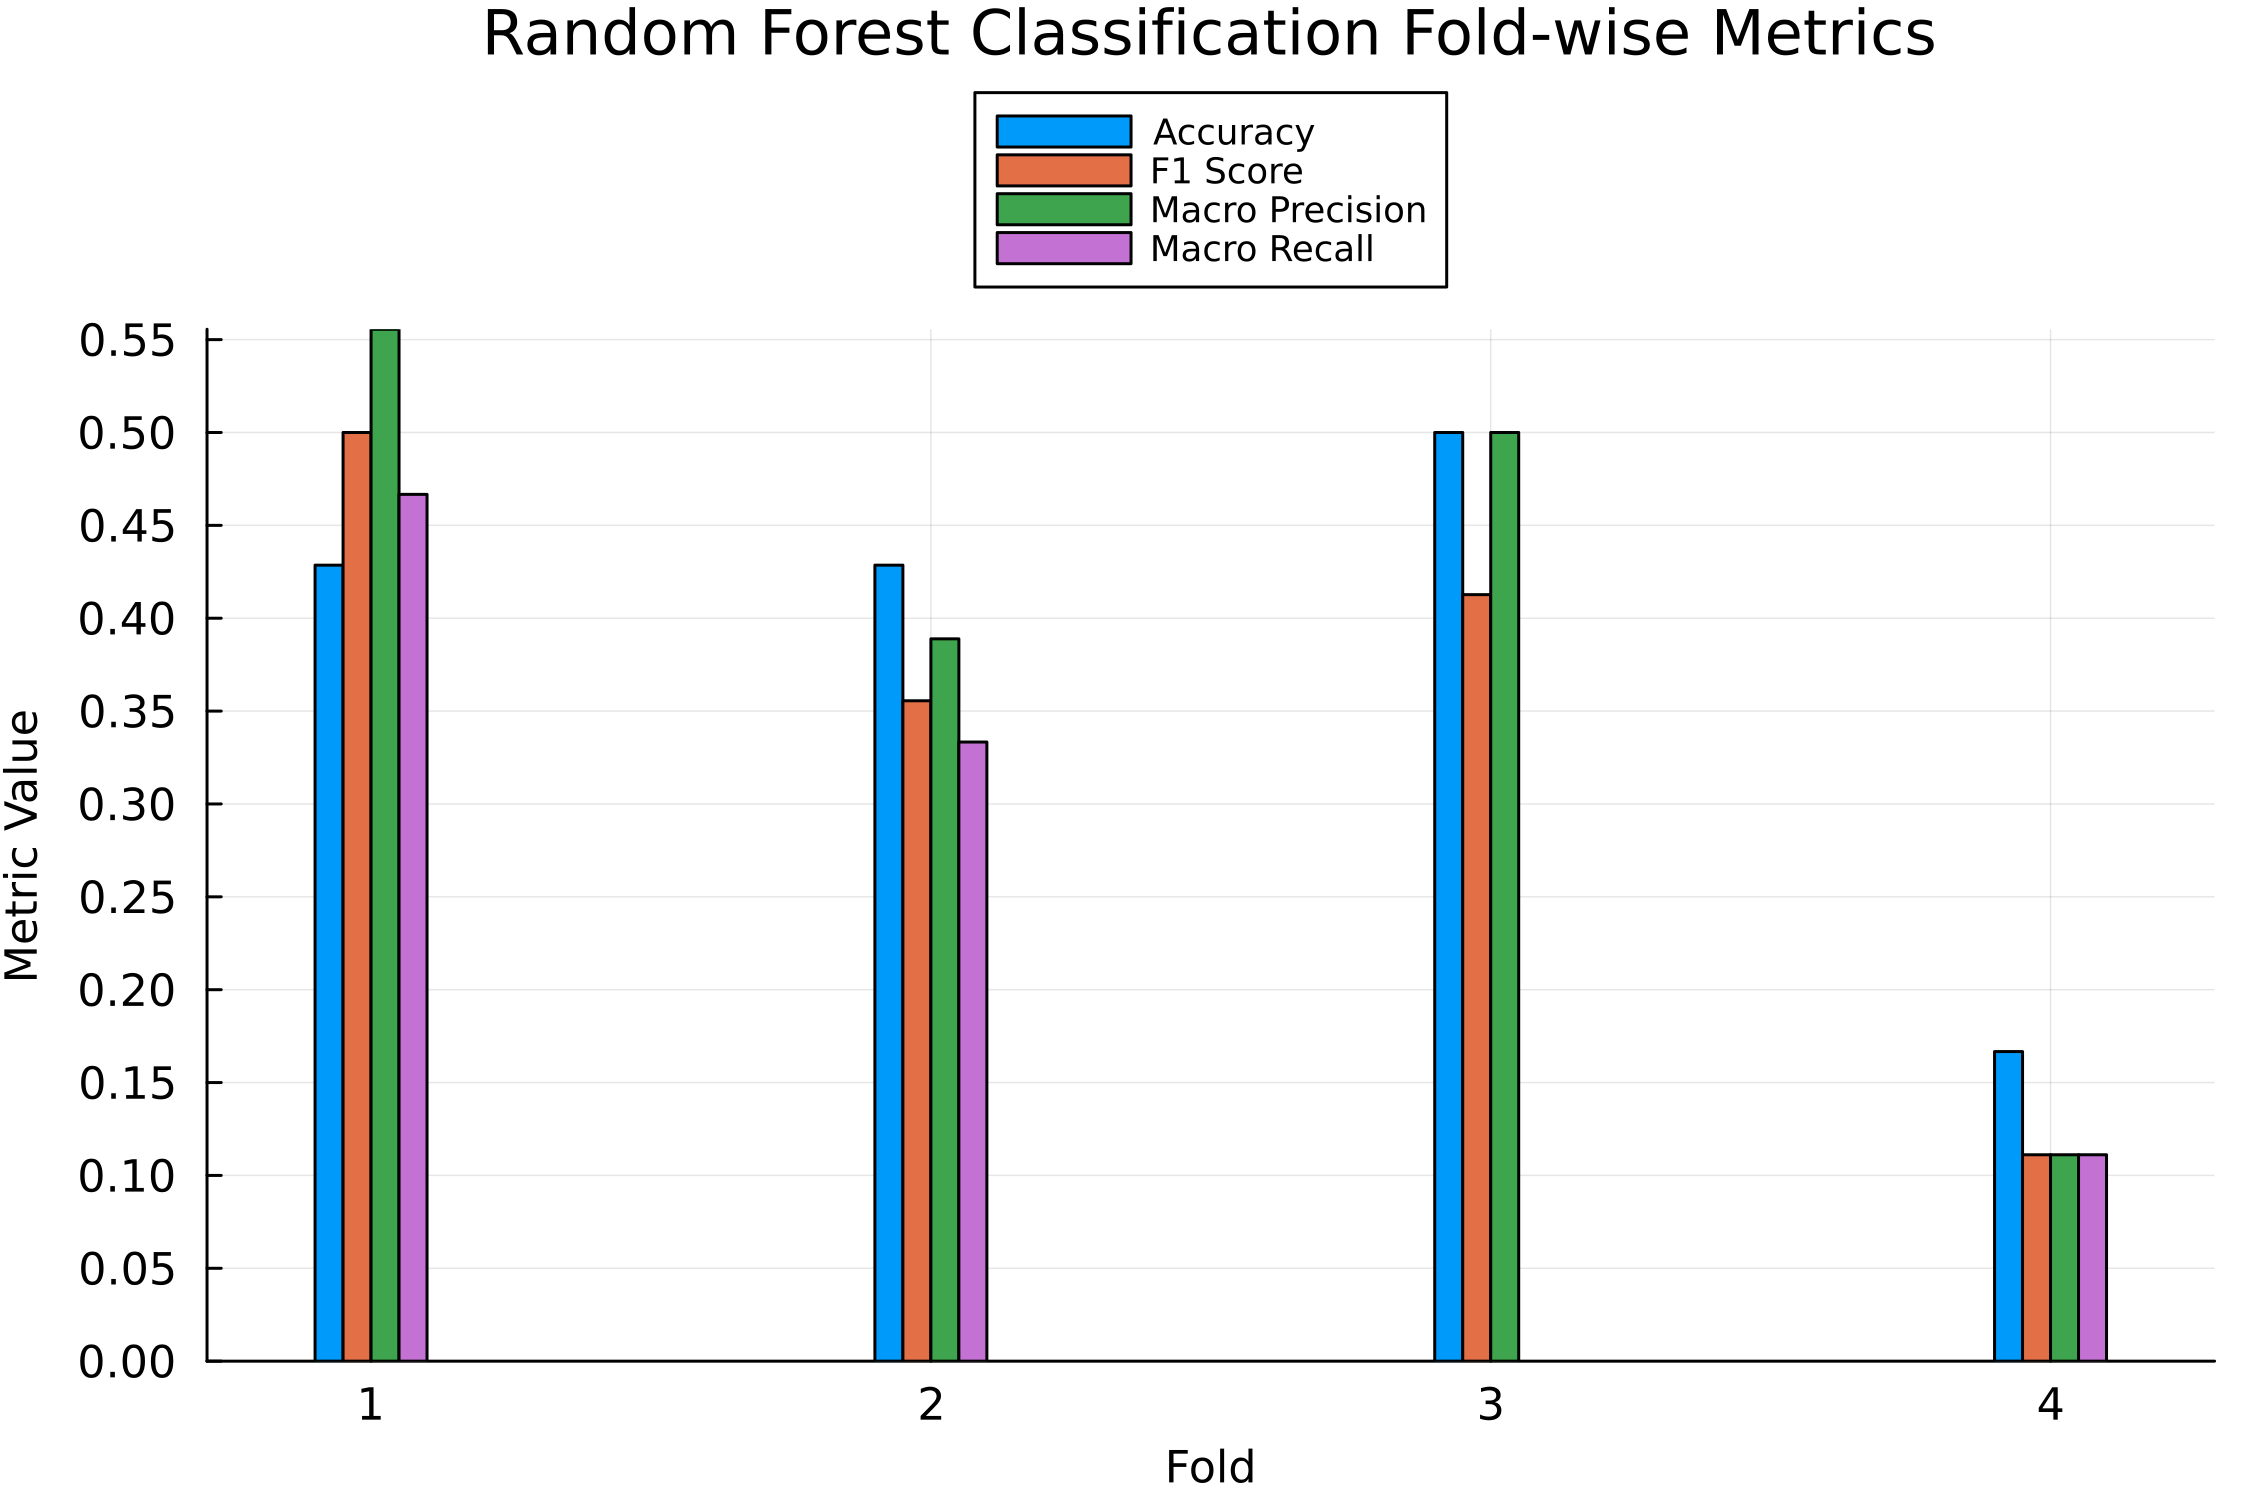 Random Forest Classification Fold-wise Metrics
Accuracy
F1 Score
Macro Precision
Macro Recall
0.55
0.50
0.45
0.40
0.35
0.30
0.25
0.20
0.15
0.10
0.05
0.00
Metric Value
1 2 3 4
Fold